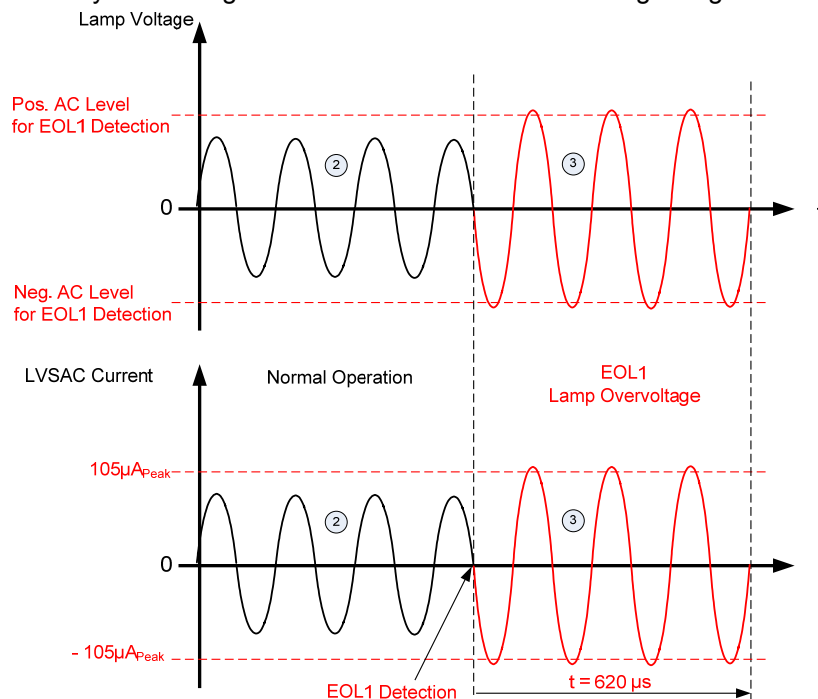 Lamp Voltage
Pos. AC Level
for EOL1 Detection
2
3
0
Neg. AC Level
for EOL1 Detection
LVSAC Current
Normal Operation
EOL1
Lamp Overvoltage
105µAPeak
2
3
0
- 105µAPeak
t = 620 µs
EOL1 Detection